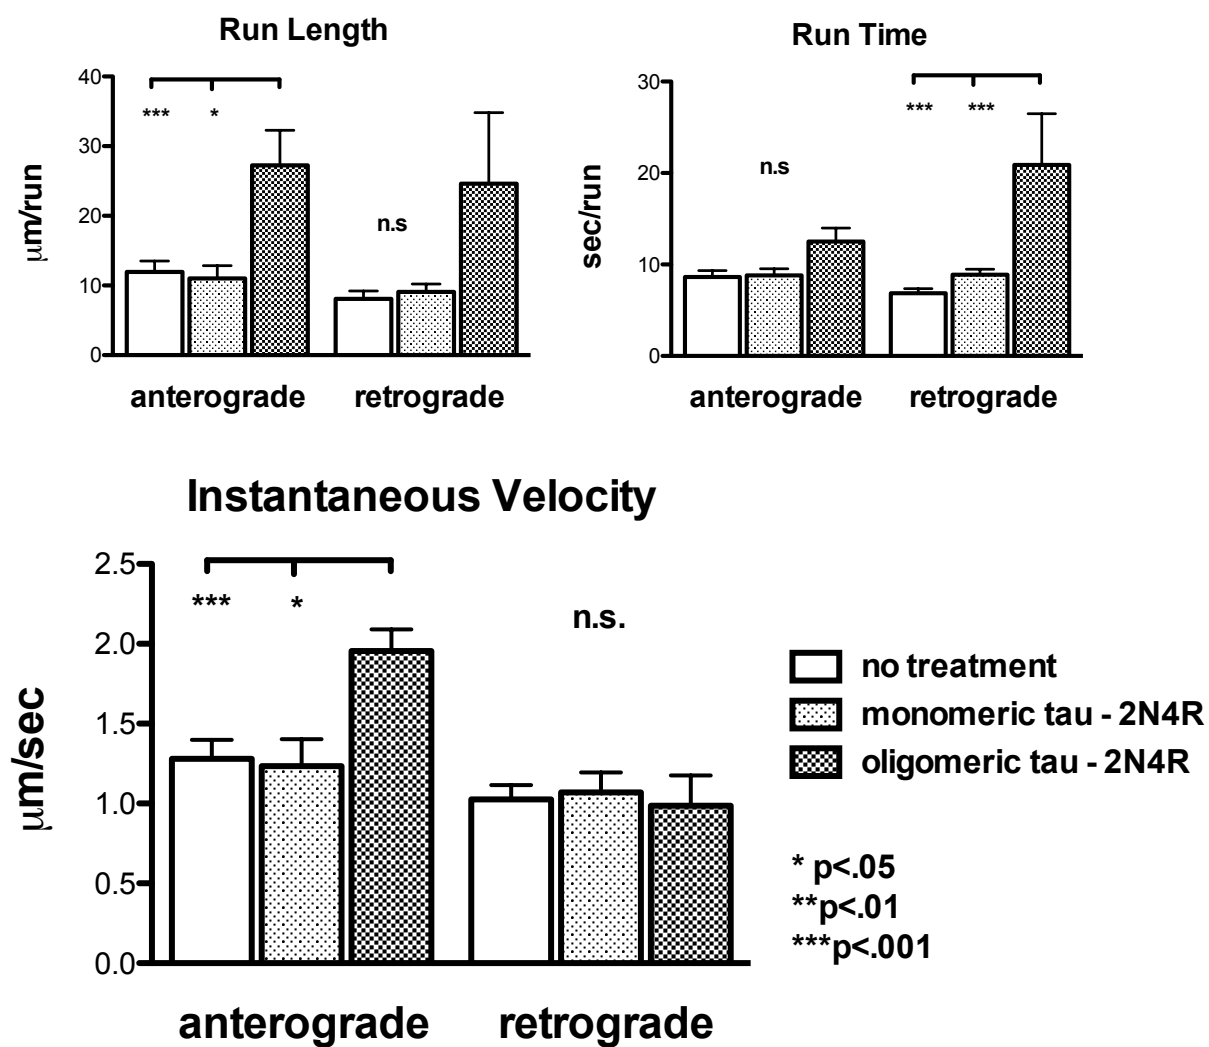 Run Length
40
30
20
10
0
μm/run
*** *
n.s
anterograde retrograde
Run Time
30
20
10
0
sec/run
n.s
*** ***
anterograde retrograde
Instantaneous Velocity
2.5
2.0
1.5
1.0
0.5
0.0
μm/sec
*** *
n.s.
anterograde retrograde
no treatment
monomeric tau - 2N4R
oligomeric tau - 2N4R
* p<.05
**p<.01
***p<.001